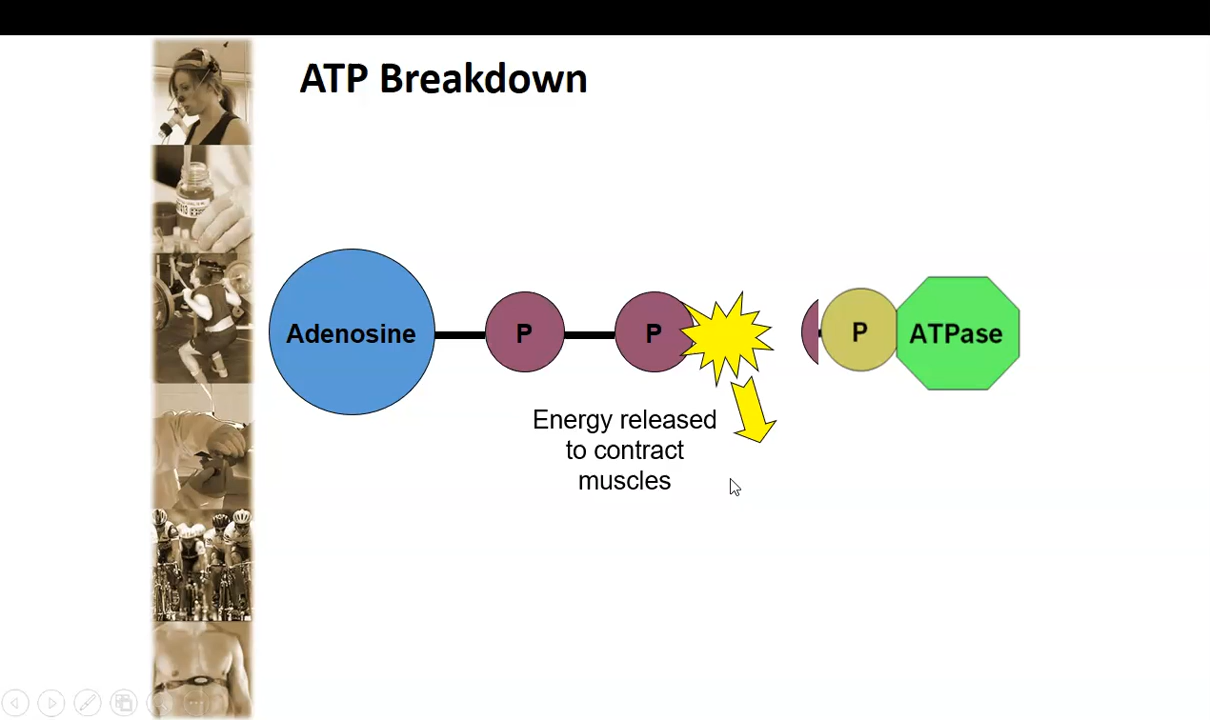 ATP Breakdown
Adenosine
P
P
P
ATPase
Energy released
to contract
muscles